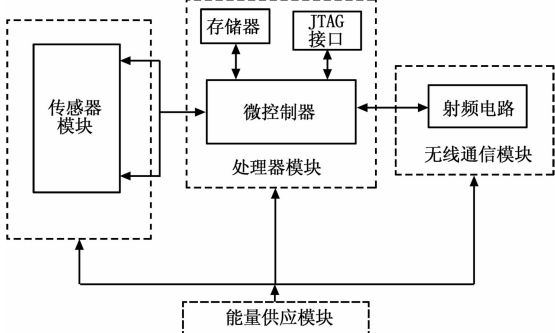 存储器
JTAG
接口
传感器
模块
微控制器
射频电路
处理器模块
无线通信模块
能量供应模块